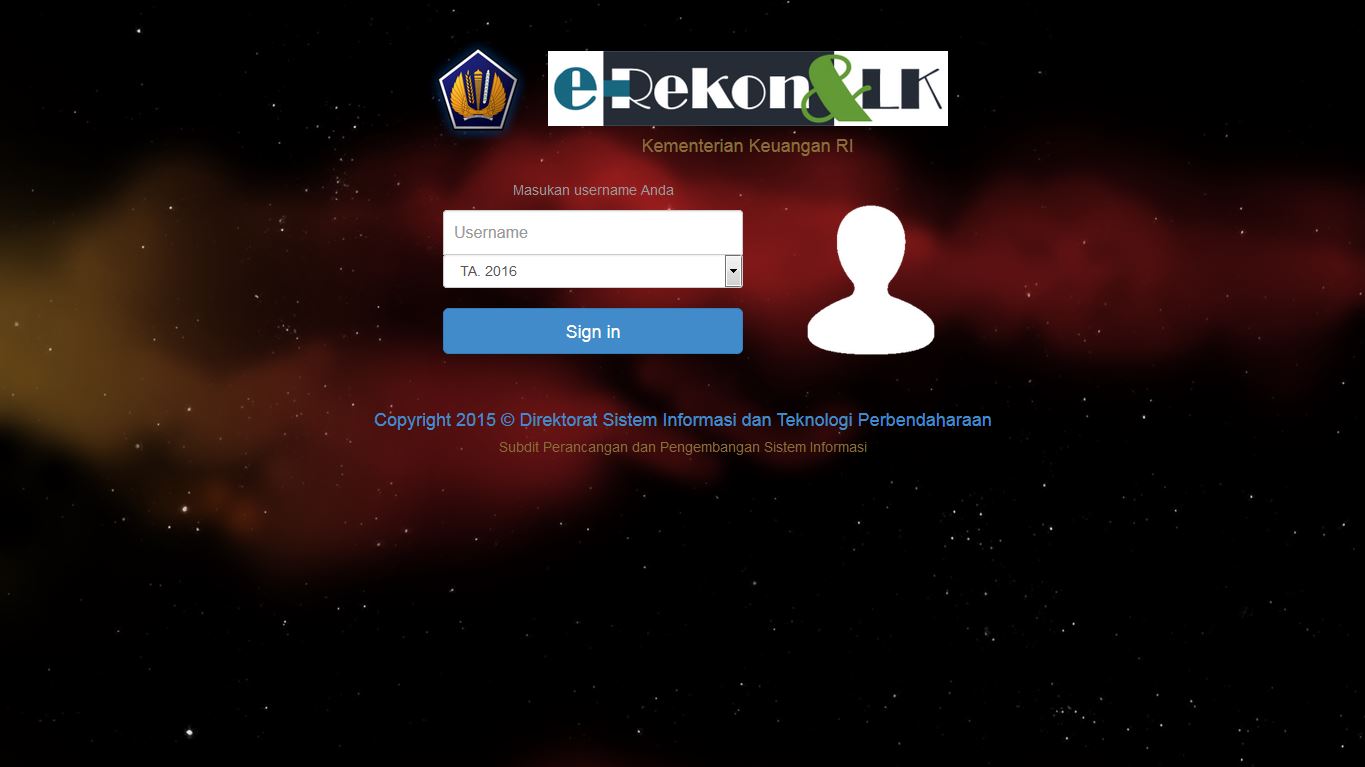 e-Rekon&LK
Kementerian Keuangan RI
Masukan username Anda
Username
TA. 2016
Sign in
Copyright 2015 © Direktorat Sistem Informasi dan Teknologi Perbendaharaan
Subdit Perancangan dan Pengembangan Sistem Informasi